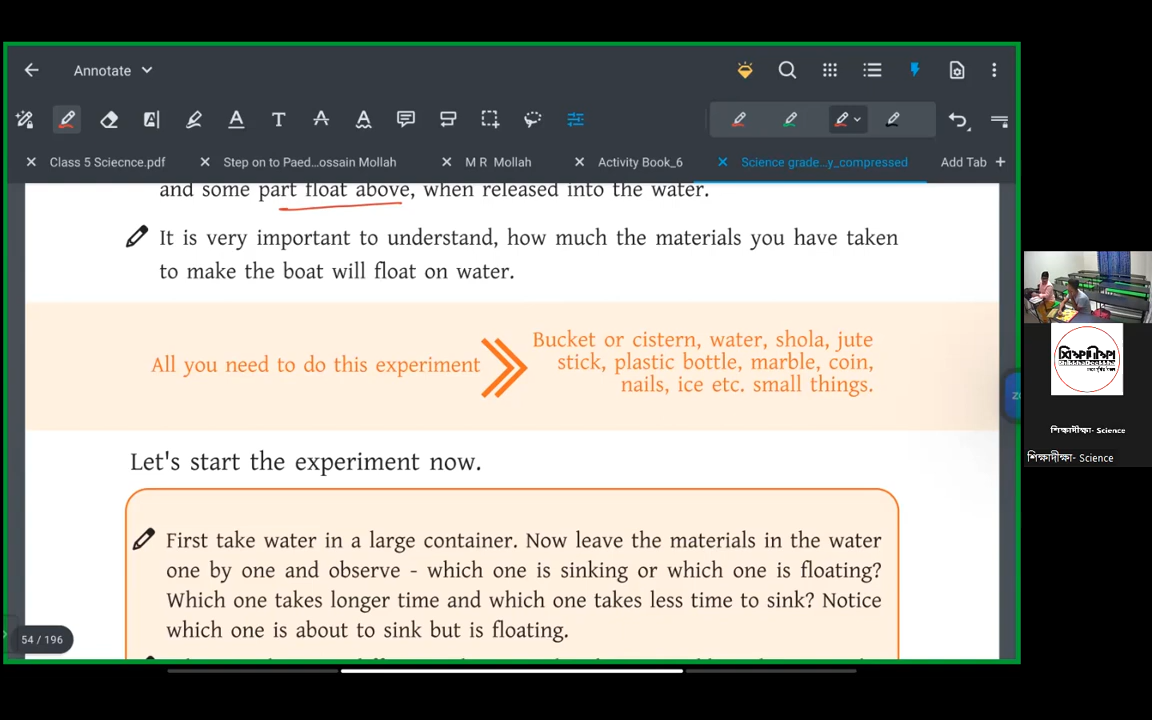 Annotate
Class 5 Sciecnce.pdf
Step on to Paed...ossain Mollah
M R Mollah
Activity Book_6
Science grade...y_compressed
Add Tab
and some part float above, when released into the water.
It is very important to understand, how much the materials you have taken
to make the boat will float on water.
All you need to do this experiment
Bucket or cistern, water, shola, jute
stick, plastic bottle, marble, coin,
nails, ice etc. small things.
Let's start the experiment now.
First take water in a large container. Now leave the materials in the water
one by one and observe - which one is sinking or which one is floating?
Which one takes longer time and which one takes less time to sink? Notice
which one is about to sink but is floating.
54 / 196
শিক্ষাদীক্ষা
শিক্ষাদীক্ষা- Science
শিক্ষাদীক্ষা- Science